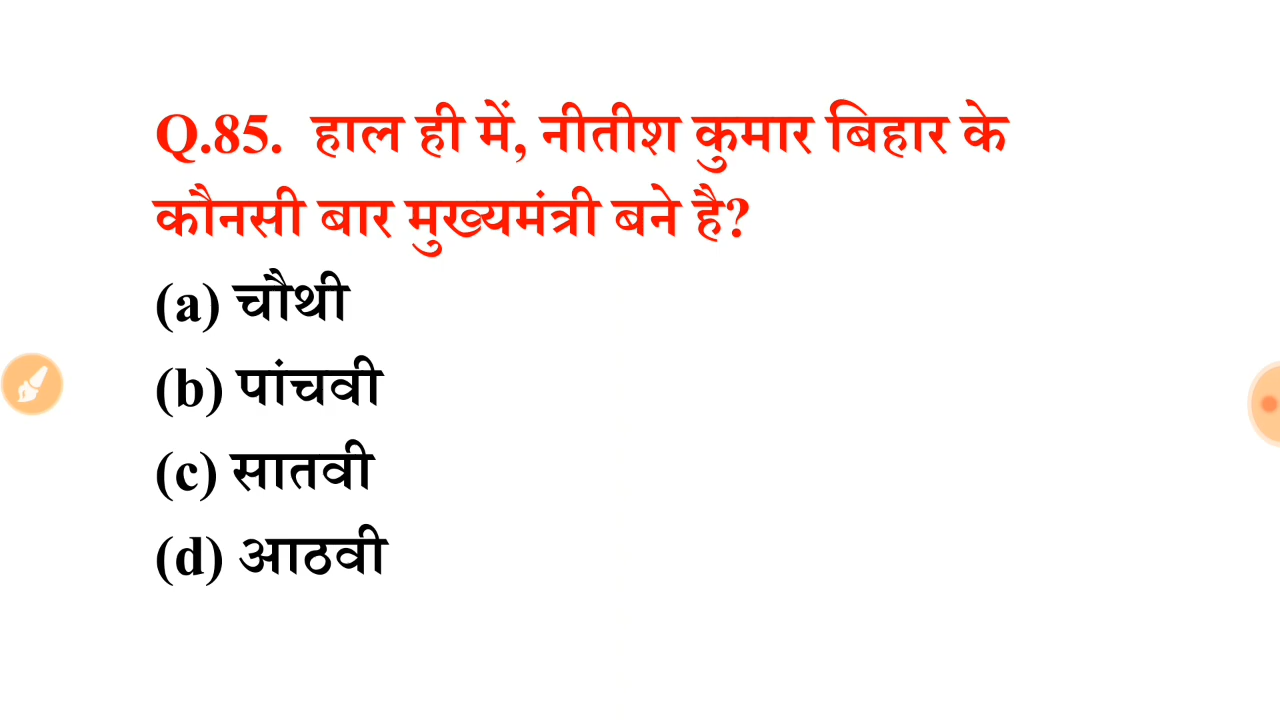 Q.85. हाल ही में, नीतीश कुमार बिहार के
कौनसी बार मुख्यमंत्री बने है?
(a) चौथी
(b) पांचवी
(c) सातवी
(d) आठवी